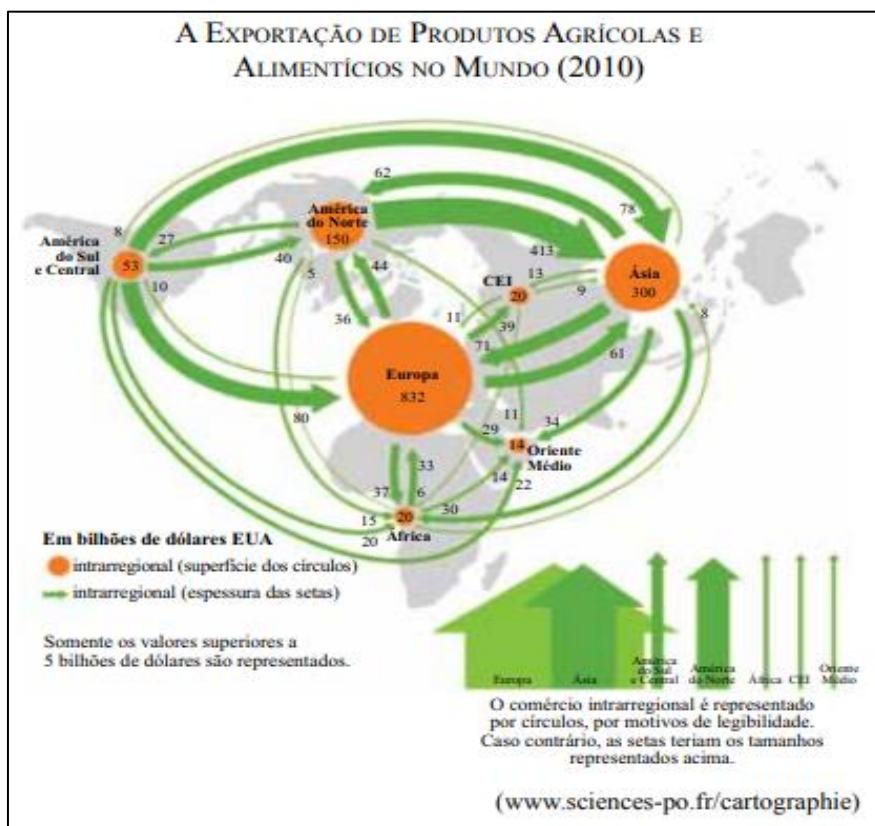 A EXPORTAÇÃO DE PRODUTOS AGRÍCOLAS E
ALIMENTÍCIOS NO MUNDO (2010)
62
8
27
América
do Norte
150
78
América
do Sul
e Central
53
413
40
5
44
CEI
13
Ásia
10
20
9
300
36
11
39
8
71
61
Europa
832
80
11
34
29
14
Oriente
Médio
33
14
22
37
6
30
15
20
20
África
Em bilhões de dólares EUA
intrarregional (superfície dos círculos)
intrarregional (espessura das setas)
Somente os valores superiores a
5 bilhões de dólares são representados.
Europa
Ásia
América
do Sul
e Central
América
do Norte
África
CEI
Oriente
Médio
O comércio intrarregional é representado
por círculos, por motivos de legibilidade.
Caso contrário, as setas teriam os tamanhos
representados acima.
(www.sciences-po.fr/cartographie)